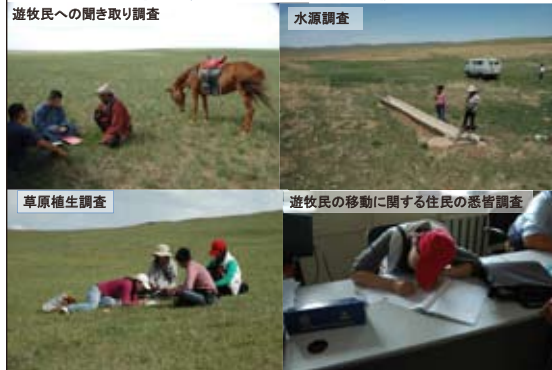 遊牧民への聞き取り調査
水源調査
草原植生調査
遊牧民の移動に関する住民の悉皆調査